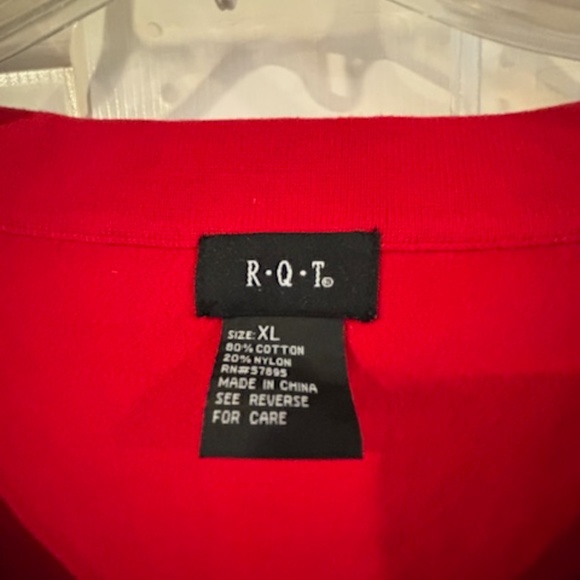 R·Q·T®
SIZE: XL
80% COTTON
20% NYLON
RN#57895
MADE IN CHINA
SEE REVERSE
FOR CARE